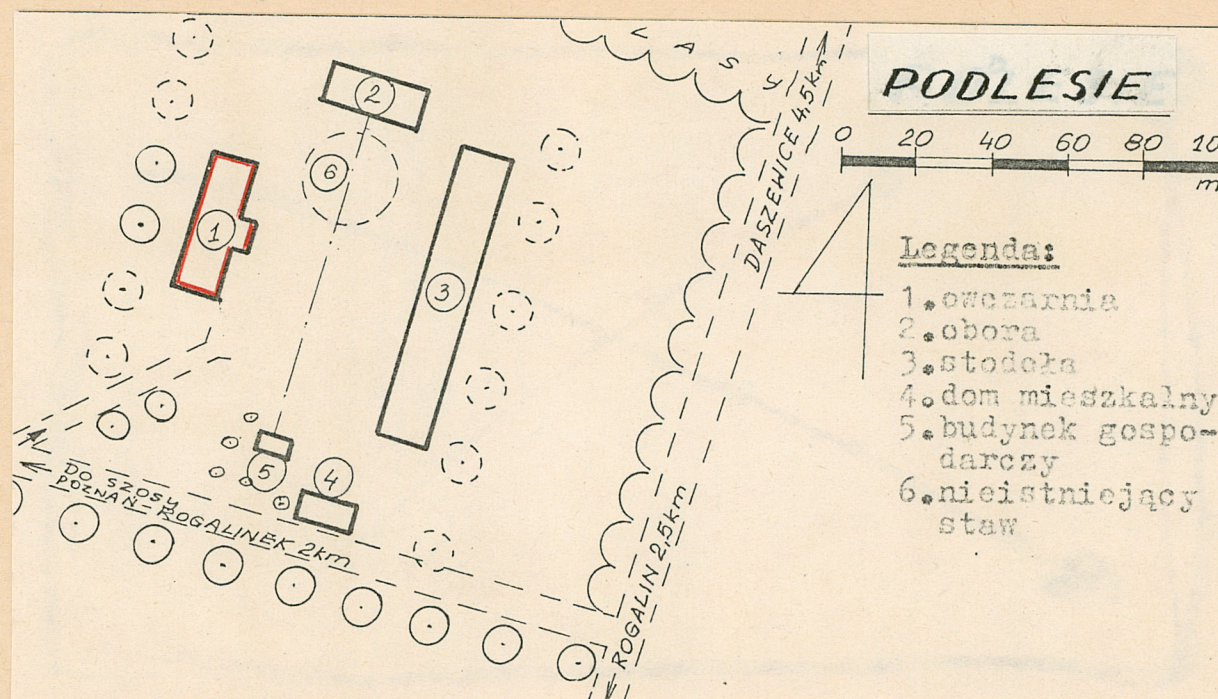 PODLESIE
0 20 40 60 80 10
m
LASY
DASZEWICE 4,5km
ROGALIN 2,5km
DO SZOSY
POZNAŃ-ROGALINEK 2km
1
2
3
4
5
6
Legenda:
1.owczarnia
2.obora
3.stodoła
4.dom mieszkalny
5.budynek gospo-
darczy
6.nieistniejący
staw